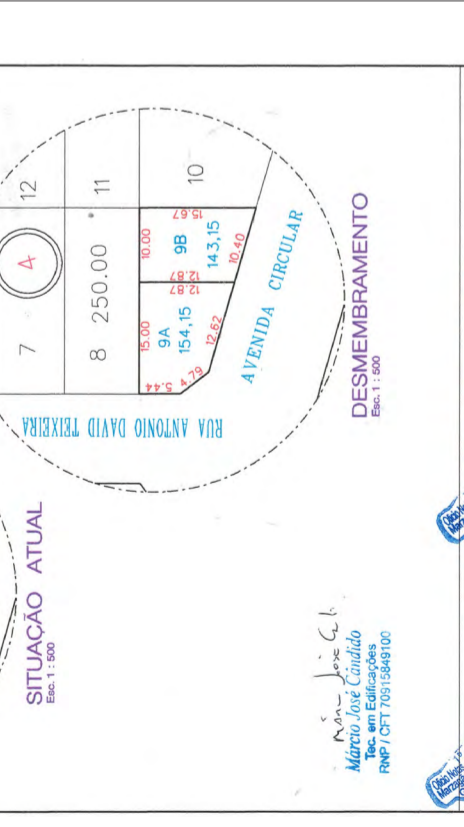 12
11
10
4
7
8 250.00
10.00
15.67
9B
143,15
12.87
12.87
10.40
15.00
9A
154,15
12.62
5.44
4.79
AVENIDA CIRCULAR
RUA ANTONIO DAVID TEIXEIRA
DESMEMBRAMENTO
Esc. 1 : 500
SITUAÇÃO ATUAL
Esc. 1 : 500
Márcio José Cândido
Tec. em Edificações
RNP / CFT 70915849100